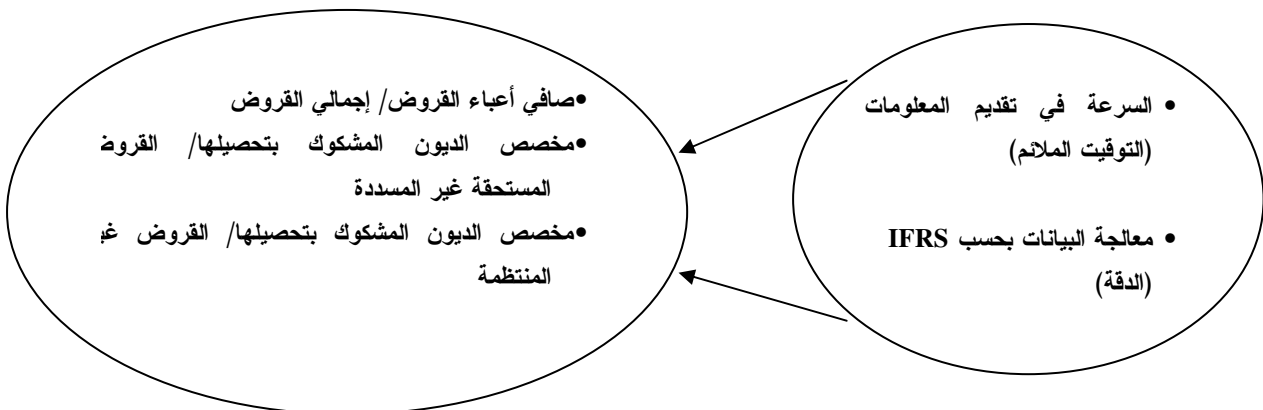 • السرعة في تقديم المعلومات
(التوقيت الملائم)
• معالجة البيانات بحسب IFRS
(الدقة)
•صافي أعباء القروض/ إجمالي القروض
•مخصص الديون المشكوك بتحصيلها/ القروض
المستحقة غير المسددة
•مخصص الديون المشكوك بتحصيلها/ القروض
المنتظمة